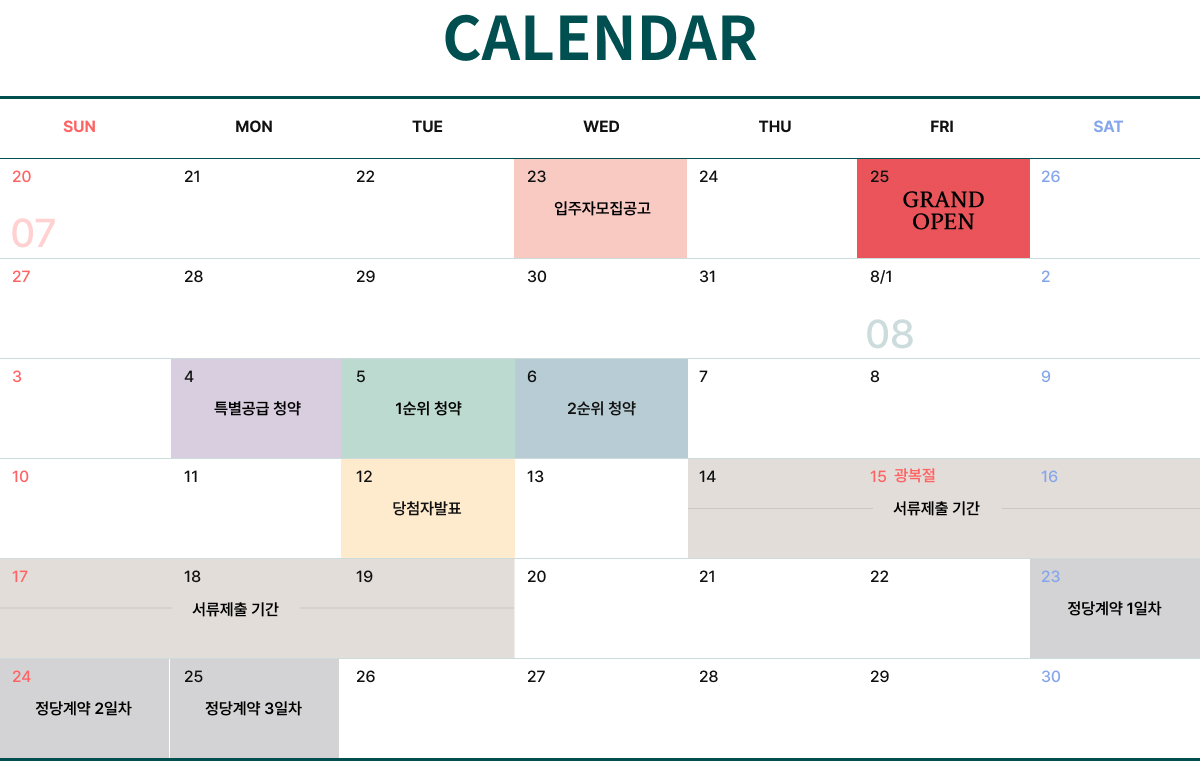 CALENDAR
SUN MON TUE WED THU FRI SAT
20 21 22 23 24 25 26
입주자모집공고 GRAND
OPEN
07
27 28 29 30 31 8/1 2
08
3 4 5 6 7 8 9
특별공급 청약 1순위 청약 2순위 청약
10 11 12 13 14 15 광복절 16
당첨자발표 서류제출 기간
17 18 19 20 21 22 23
서류제출 기간 정당계약 1일차
24 25 26 27 28 29 30
정당계약 2일차 정당계약 3일차